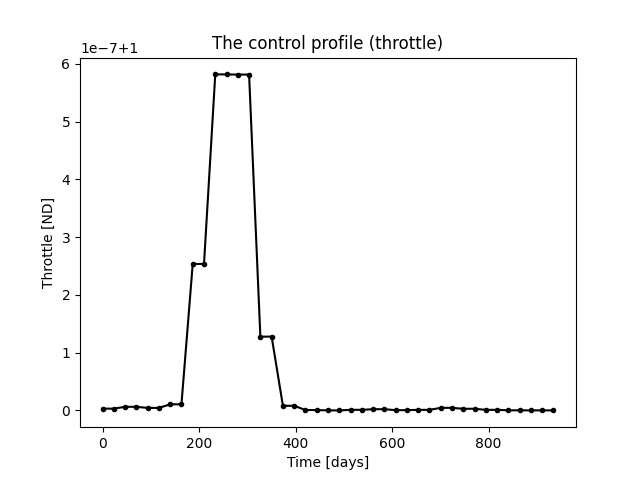 The control profile (throttle)
1e−7+1
6
5
4
3
2
1
0
Throttle [ND]
0 200 400 600 800
Time [days]